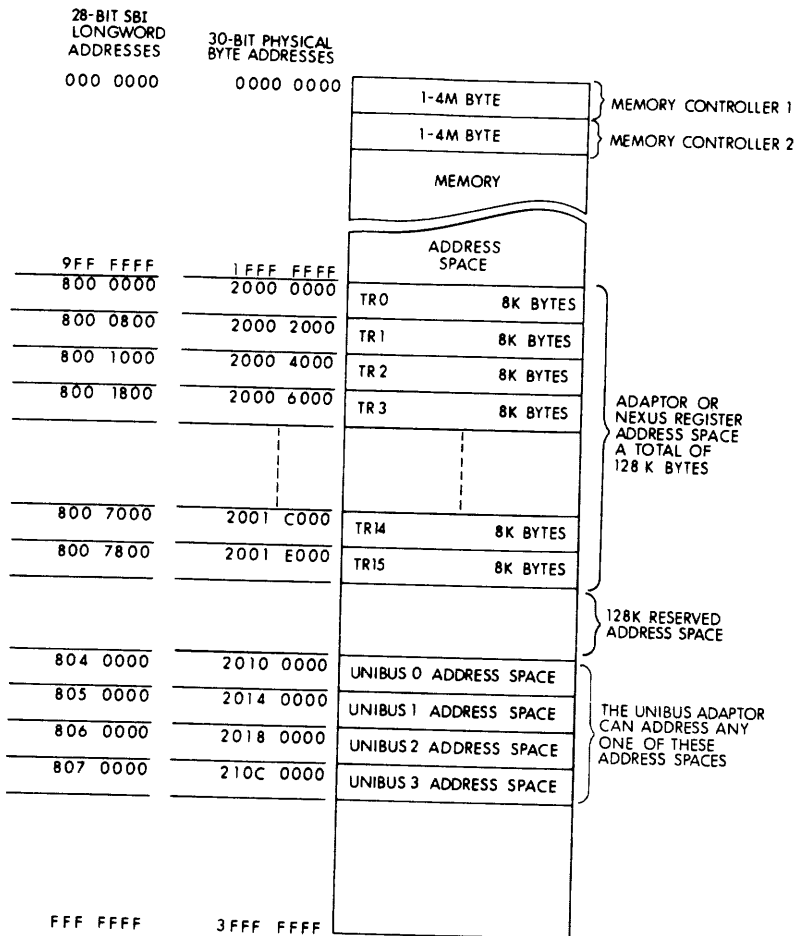 28-BIT SBI
LONGWORD
ADDRESSES
30-BIT PHYSICAL
BYTE ADDRESSES
000 0000 0000 0000
1-4M BYTE
MEMORY CONTROLLER 1
1-4M BYTE
MEMORY CONTROLLER 2
MEMORY
ADDRESS
SPACE
9FF FFFF 1FFF FFFF
800 0000 2000 0000 TR0 8K BYTES
800 0800 2000 2000 TR1 8K BYTES
800 1000 2000 4000 TR2 8K BYTES
800 1800 2000 6000 TR3 8K BYTES
ADAPTOR OR
NEXUS REGISTER
ADDRESS SPACE
A TOTAL OF
128 K BYTES
800 7000 2001 C000 TR14 8K BYTES
800 7800 2001 E000 TR15 8K BYTES
128K RESERVED
ADDRESS SPACE
804 0000 2010 0000 UNIBUS 0 ADDRESS SPACE
805 0000 2014 0000 UNIBUS 1 ADDRESS SPACE
806 0000 2018 0000 UNIBUS 2 ADDRESS SPACE
807 0000 210C 0000 UNIBUS 3 ADDRESS SPACE
THE UNIBUS ADAPTOR
CAN ADDRESS ANY
ONE OF THESE
ADDRESS SPACES
FFF FFFF 3FFF FFFF